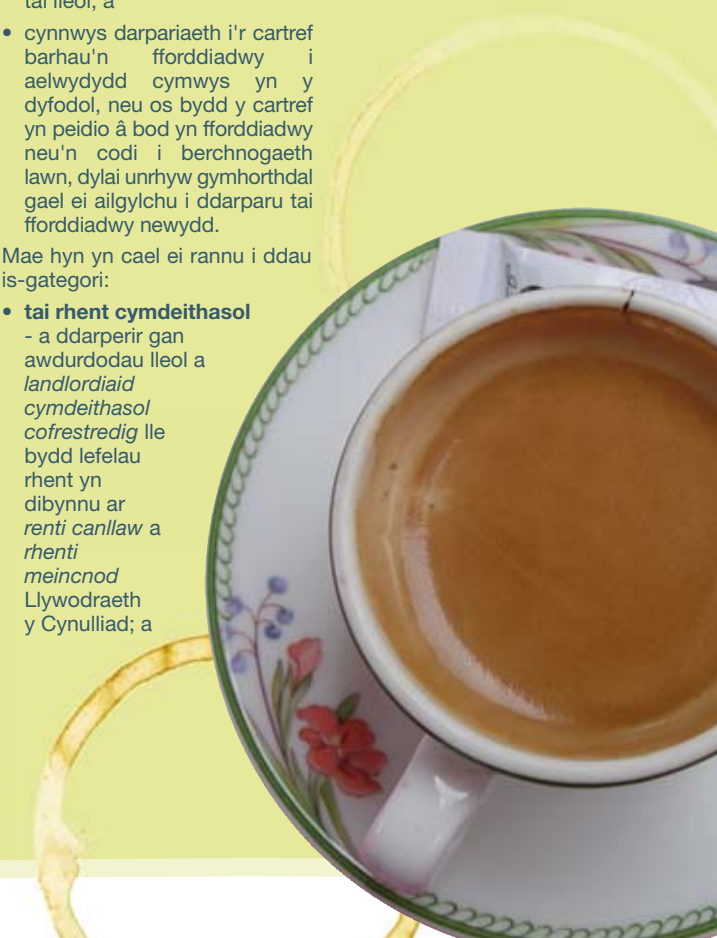 tai lleol; a
• cynnwys darpariaeth i'r cartref
barhau'n fforddiadwy i
aelwydydd cymwys yn y
dyfodol, neu os bydd y cartref
yn peidio â bod yn fforddiadwy
neu'n codi i berchnogaeth
lawn, dylai unrhyw gymhorthdal
gael ei ailgylchu i ddarparu tai
fforddiadwy newydd.
Mae hyn yn cael ei rannu i ddau
is-gategori:
• tai rhent cymdeithasol
- a ddarperir gan
awdurdodau lleol a
landlordiaid
cymdeithasol
cofrestredig lle
bydd lefelau
rhent yn
dibynnu ar
renti canllaw a
rhenti
meincnod
Llywodraeth
y Cynulliad; a